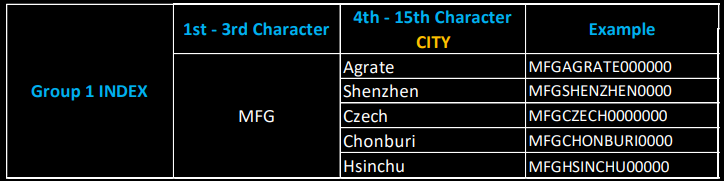 1st - 3rd Character
4th - 15th Character
CITY
Example
Group 1 INDEX
MFG
Agrate
MFGAGRATE000000
Shenzhen
MFGSHENZHEN0000
Czech
MFGCZECH0000000
Chonburi
MFGCHONBURI0000
Hsinchu
MFGHSINCHU00000